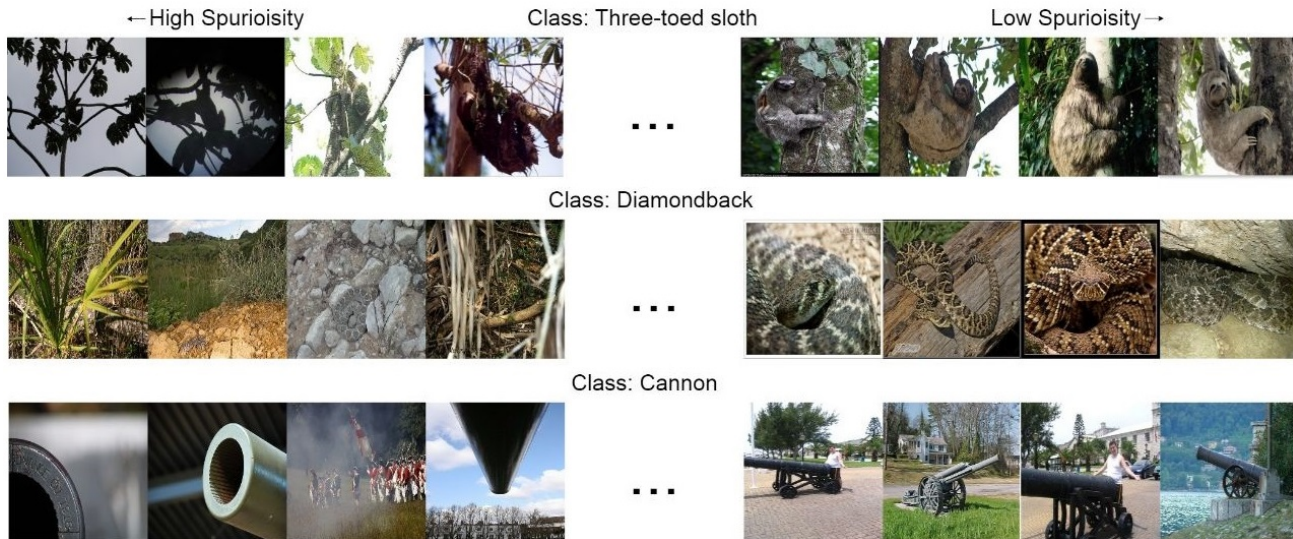 ←High Spurioisity
Class: Three-toed sloth
Low Spurioisity→
Class: Diamondback
Class: Cannon